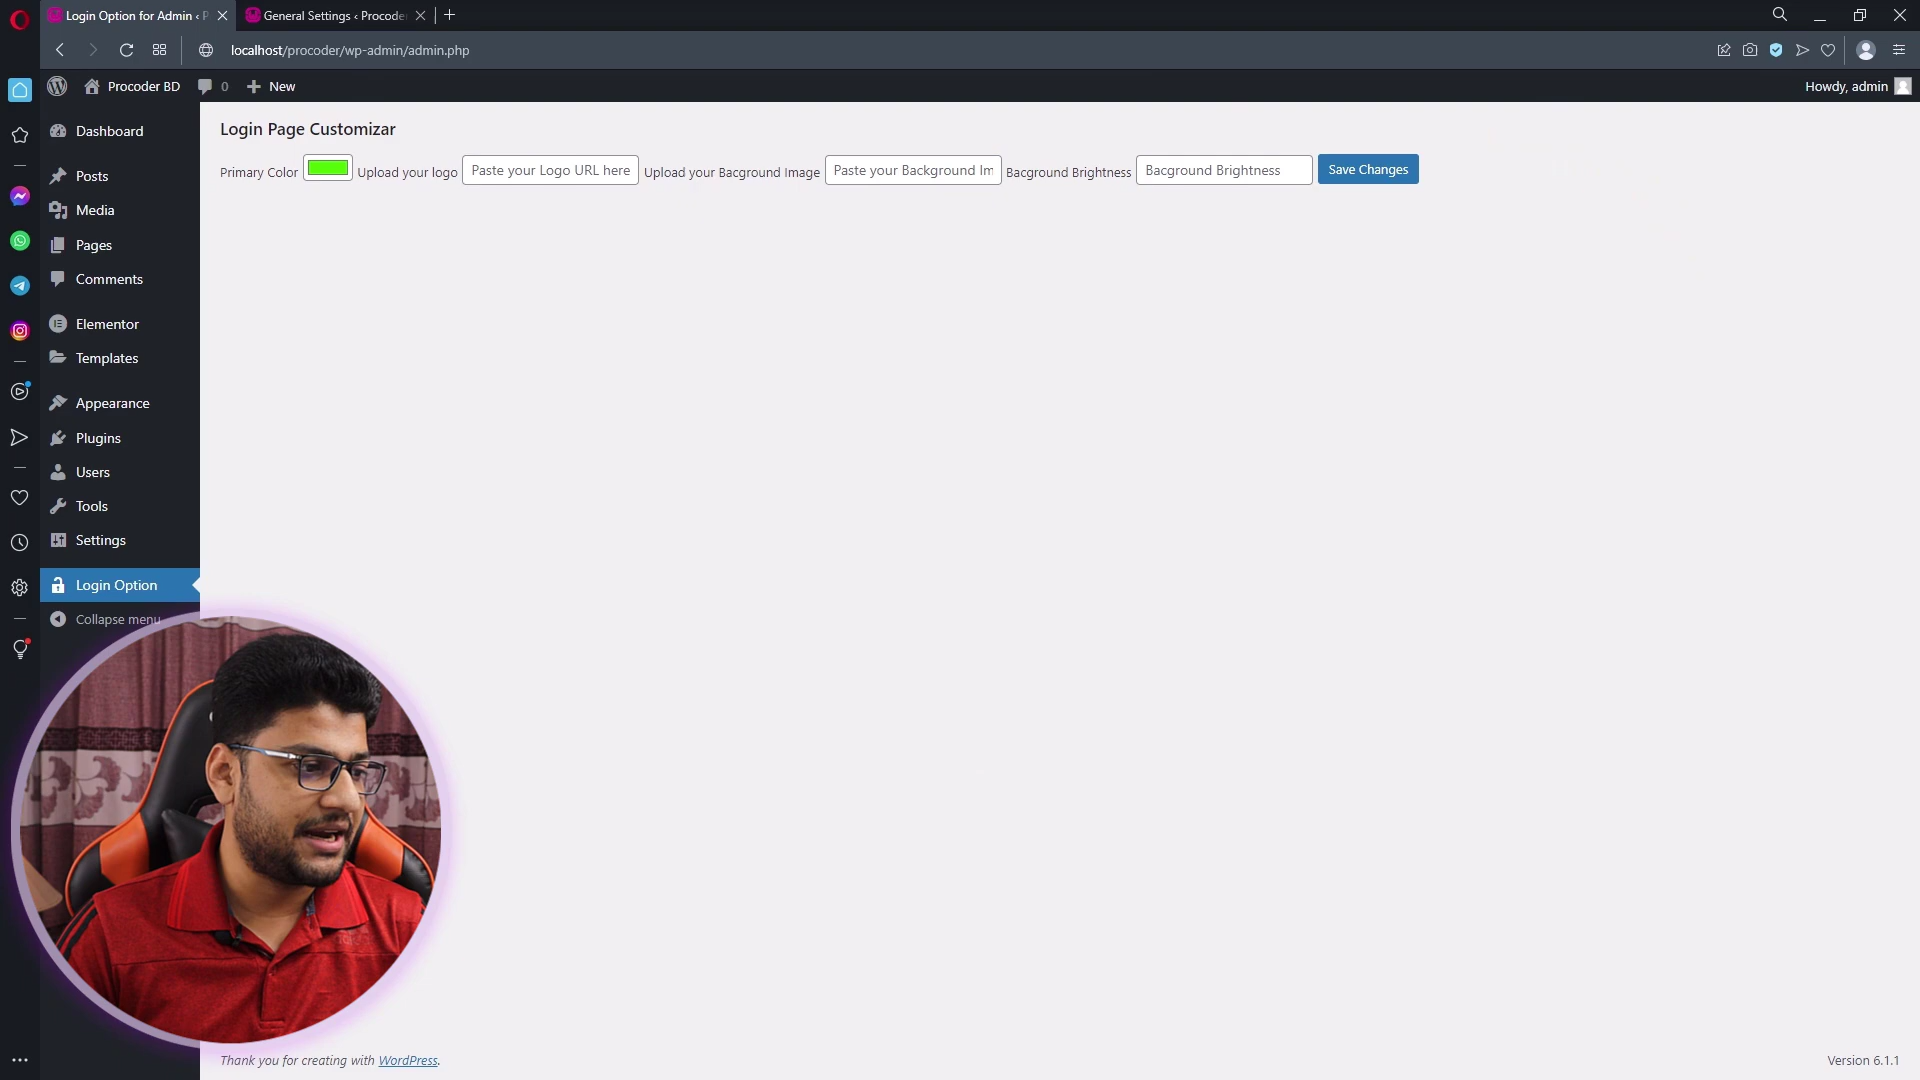 Login Option for Admin ‹ P
General Settings ‹ Procoder
localhost/procoder/wp-admin/admin.php
Procoder BD
0
New
Howdy, admin
Dashboard
Posts
Media
Pages
Comments
Elementor
Templates
Appearance
Plugins
Users
Tools
Settings
Login Option
Collapse menu
Login Page Customizar
Primary Color Upload your logo Paste your Logo URL here Upload your Bacground Image Paste your Background Im Bacground Brightness Bacground Brightness Save Changes
Thank you for creating with WordPress.
Version 6.1.1